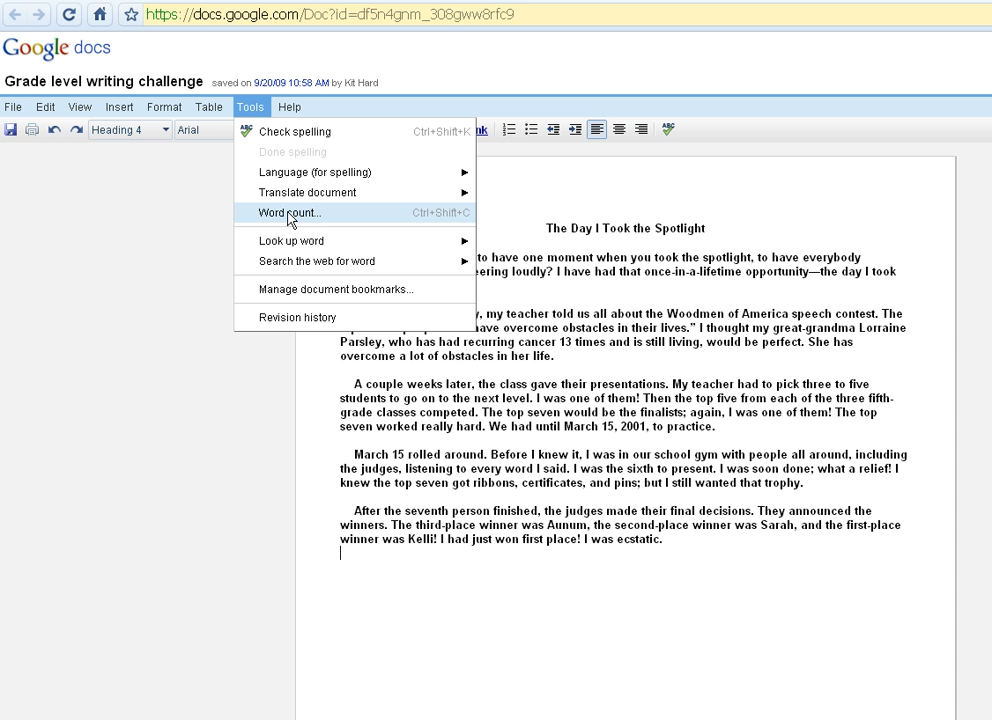 https://docs.google.com/Doc?id=df5n4gnm_308gww8rfc9
Google docs
Grade level writing challenge saved on 9/20/09 10:58 AM by Kit Hard
File Edit View Insert Format Table Tools Help
Heading 4 Arial
Check spelling Ctrl+Shift+K
Done spelling
Language (for spelling)
Translate document
Word count... Ctrl+Shift+C
Look up word
Search the web for word
Manage document bookmarks...
Revision history
The Day I Took the Spotlight
to have one moment when you took the spotlight, to have everybody
eering loudly? I have had that once-in-a-lifetime opportunity—the day I took
, my teacher told us all about the Woodmen of America speech contest. The
have overcome obstacles in their lives.” I thought my great-grandma Lorraine
Parsley, who has had recurring cancer 13 times and is still living, would be perfect. She has
overcome a lot of obstacles in her life.
A couple weeks later, the class gave their presentations. My teacher had to pick three to five
students to go on to the next level. I was one of them! Then the top five from each of the three fifth-
grade classes competed. The top seven would be the finalists; again, I was one of them! The top
seven worked really hard. We had until March 15, 2001, to practice.
March 15 rolled around. Before I knew it, I was in our school gym with people all around, including
the judges, listening to every word I said. I was the sixth to present. I was soon done; what a relief! I
knew the top seven got ribbons, certificates, and pins; but I still wanted that trophy.
After the seventh person finished, the judges made their final decisions. They announced the
winners. The third-place winner was Aunum, the second-place winner was Sarah, and the first-place
winner was Kelli! I had just won first place! I was ecstatic.